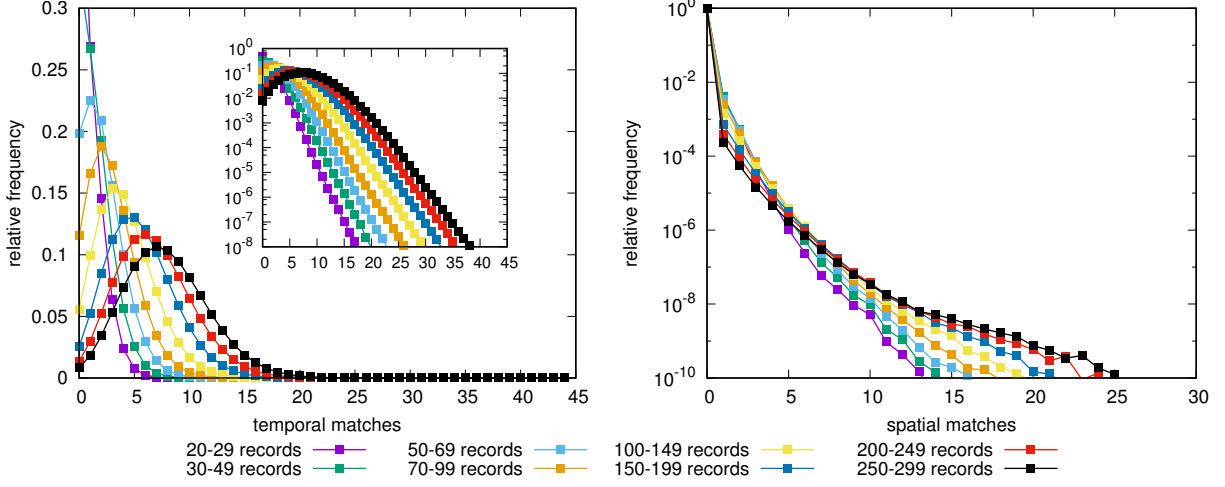 relative frequency
0.3
0.25
0.2
0.15
0.1
0.05
0
0 5 10 15 20 25 30 35 40 45
temporal matches
10^0
10^-1
10^-2
10^-3
10^-4
10^-5
10^-6
10^-7
10^-8
0 5 10 15 20 25 30 35 40 45
relative frequency
10^0
10^-2
10^-4
10^-6
10^-8
10^-10
0 5 10 15 20 25 30
spatial matches
20-29 records 50-69 records 100-149 records 200-249 records
30-49 records 70-99 records 150-199 records 250-299 records